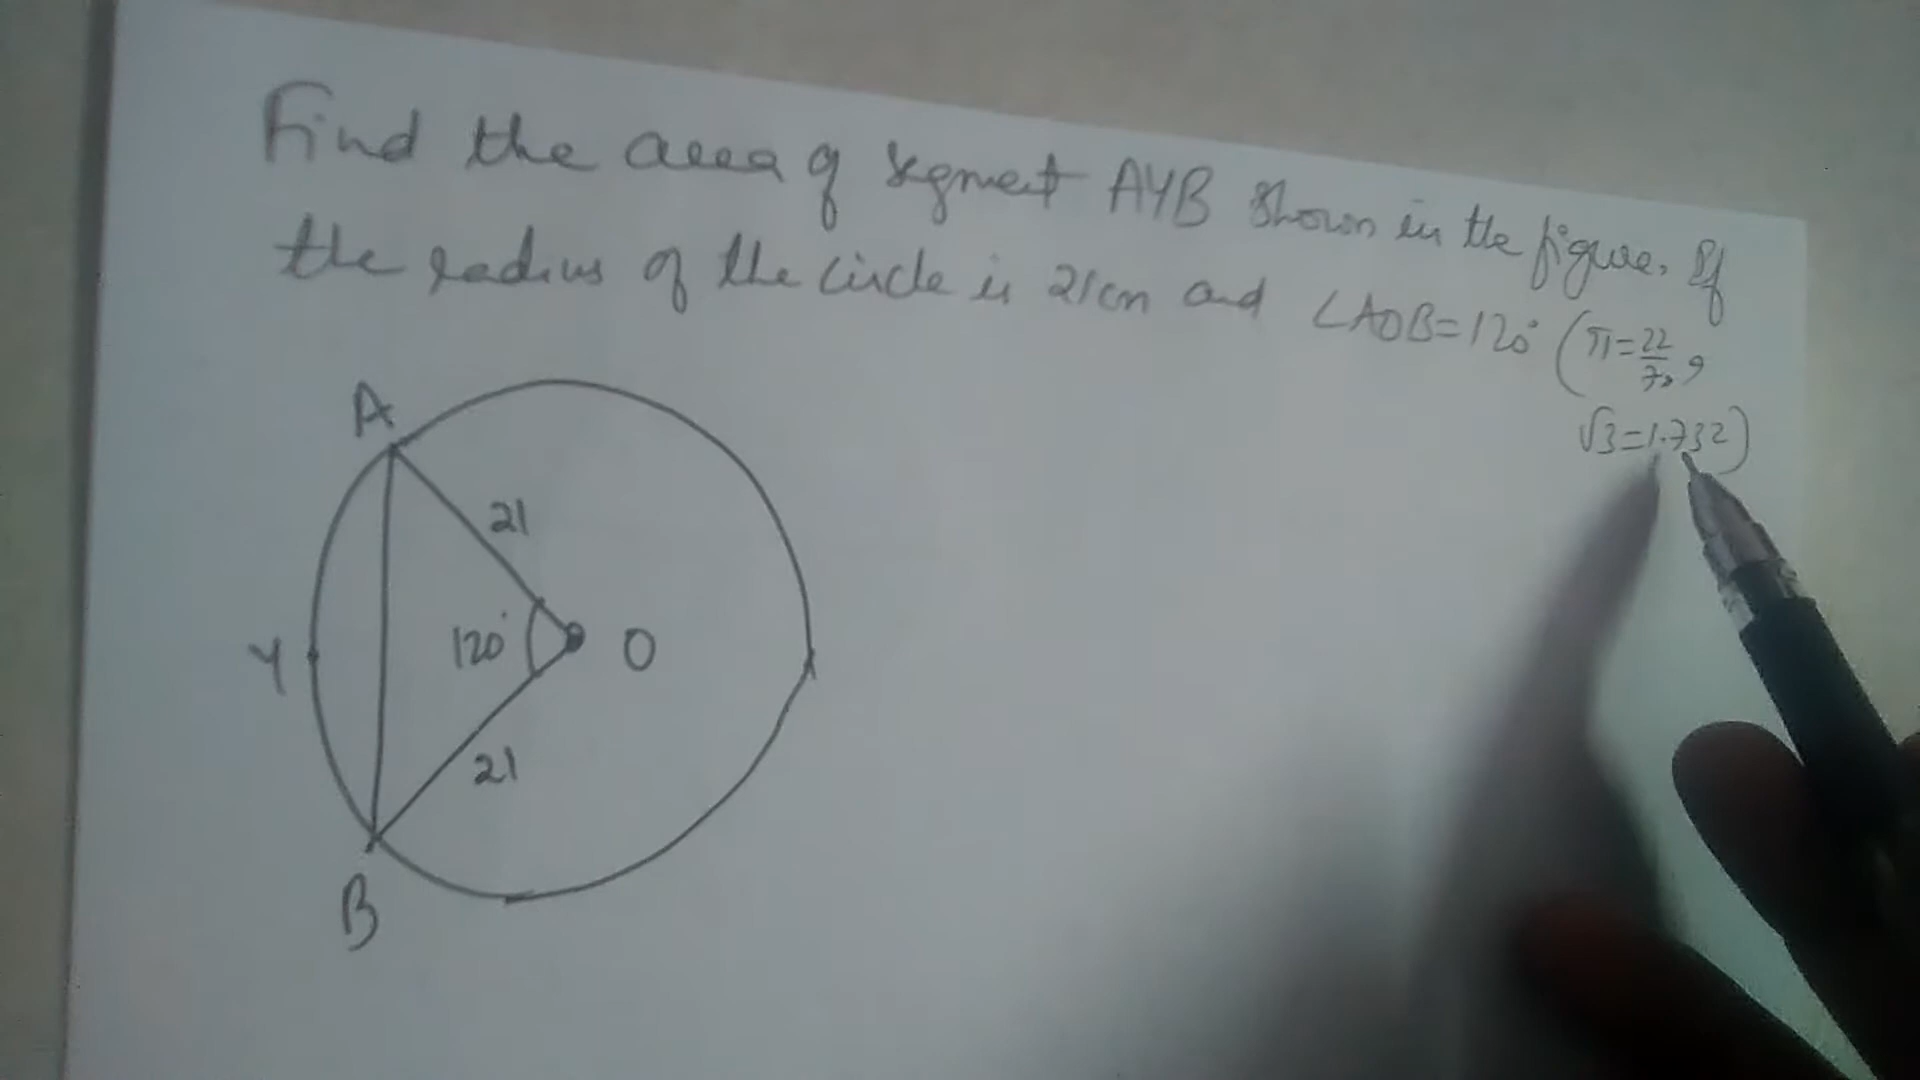 Find the area of segment AYB shown in the figure. If
the radius of the circle is 21cm and ∠AOB=120° (π=22/7,
√3=1.732)
A
21
120°
O
Y
21
B